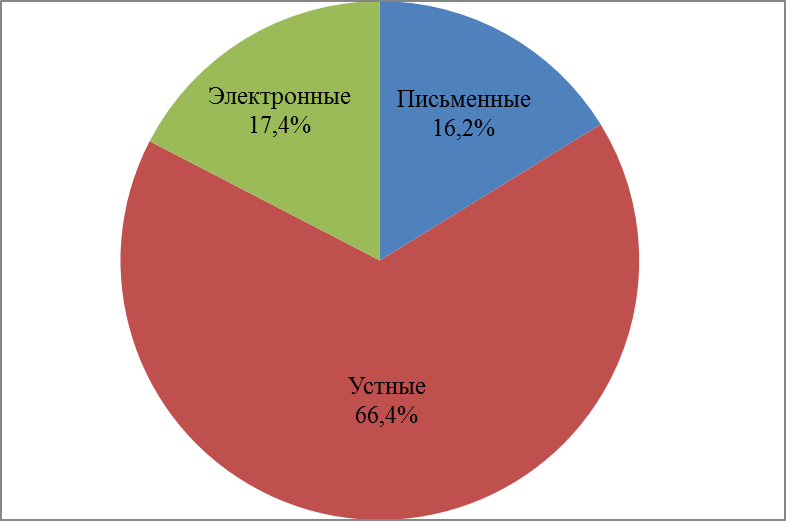 Электронные
17,4%
Письменные
16,2%
Устные
66,4%